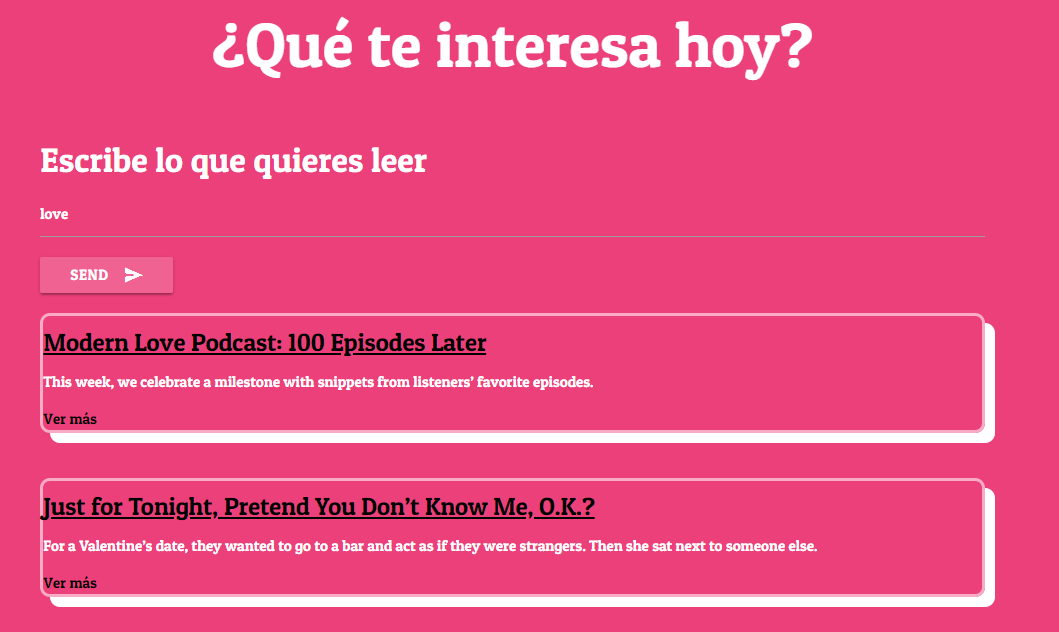 ¿Qué te interesa hoy?
Escribe lo que quieres leer
love
SEND
Modern Love Podcast: 100 Episodes Later
This week, we celebrate a milestone with snippets from listeners’ favorite episodes.
Ver más
Just for Tonight, Pretend You Don’t Know Me, O.K.?
For a Valentine’s date, they wanted to go to a bar and act as if they were strangers. Then she sat next to someone else.
Ver más